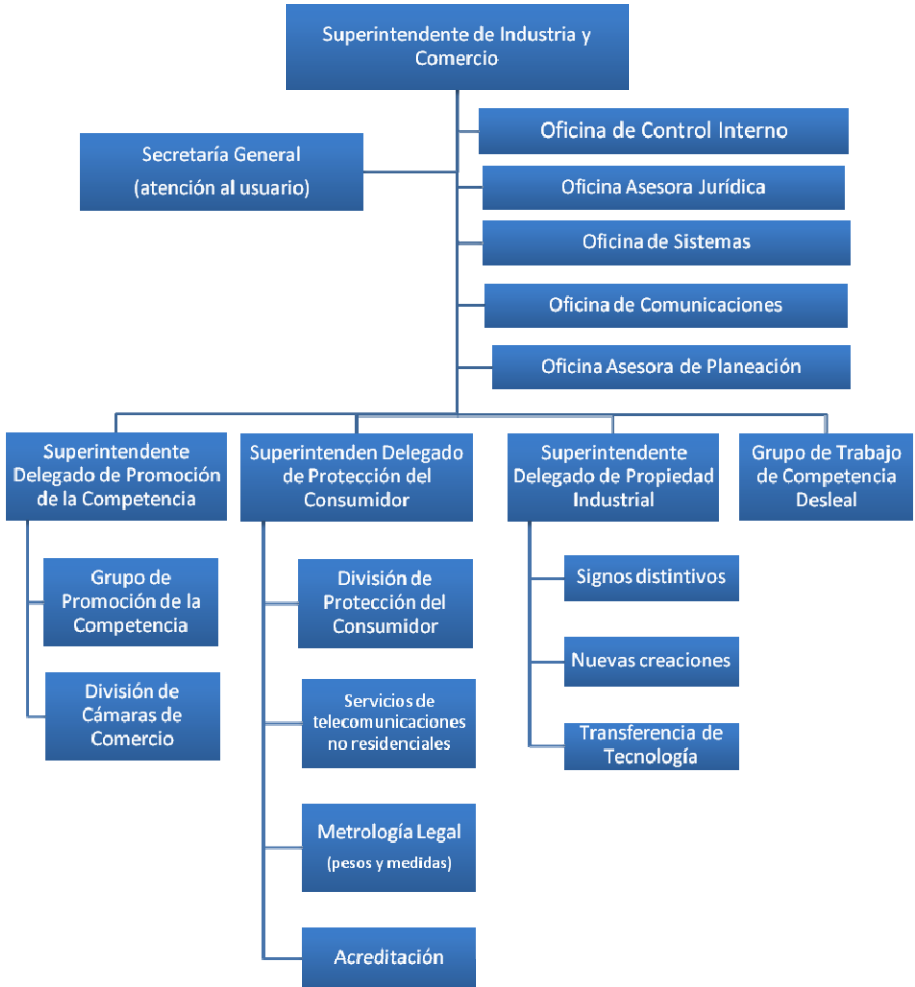 Superintendente de Industria y
Comercio
Oficina de Control Interno
Secretaría General
(atención al usuario)
Oficina Asesora Jurídica
Oficina de Sistemas
Oficina de Comunicaciones
Oficina Asesora de Planeación
Superintendente
Delegado de Promoción
de la Competencia
Superintenden Delegado
de Protección del
Consumidor
Superintendente
Delegado de Propiedad
Industrial
Grupo de Trabajo
de Competencia
Desleal
Grupo de
Promoción de la
Competencia
División de
Cámaras de
Comercio
División de
Protección del
Consumidor
Servicios de
telecomunicaciones
no residenciales
Metrología Legal
(pesos y medidas)
Acreditación
Signos distintivos
Nuevas creaciones
Transferencia de
Tecnología